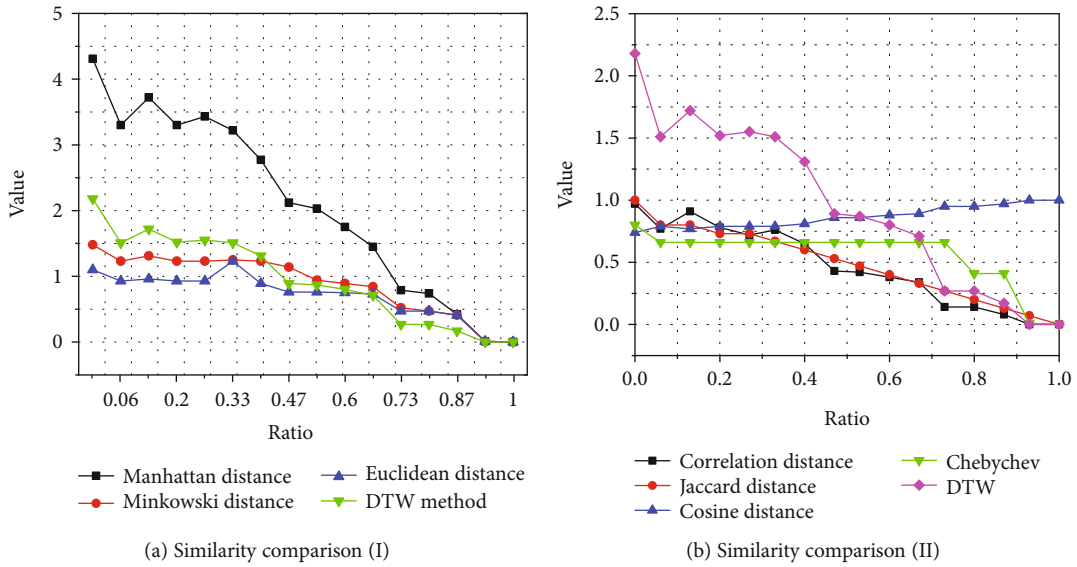 5
4
3
2
1
0
Value
0.06 0.2 0.33 0.47 0.6 0.73 0.87 1
Ratio
Manhattan distance
Minkowski distance
Euclidean distance
DTW method
(a) Similarity comparison (I)
2.5
2.0
1.5
1.0
0.5
0.0
Value
0.0 0.2 0.4 0.6 0.8 1.0
Ratio
Correlation distance
Jaccard distance
Cosine distance
Chebychev
DTW
(b) Similarity comparison (II)